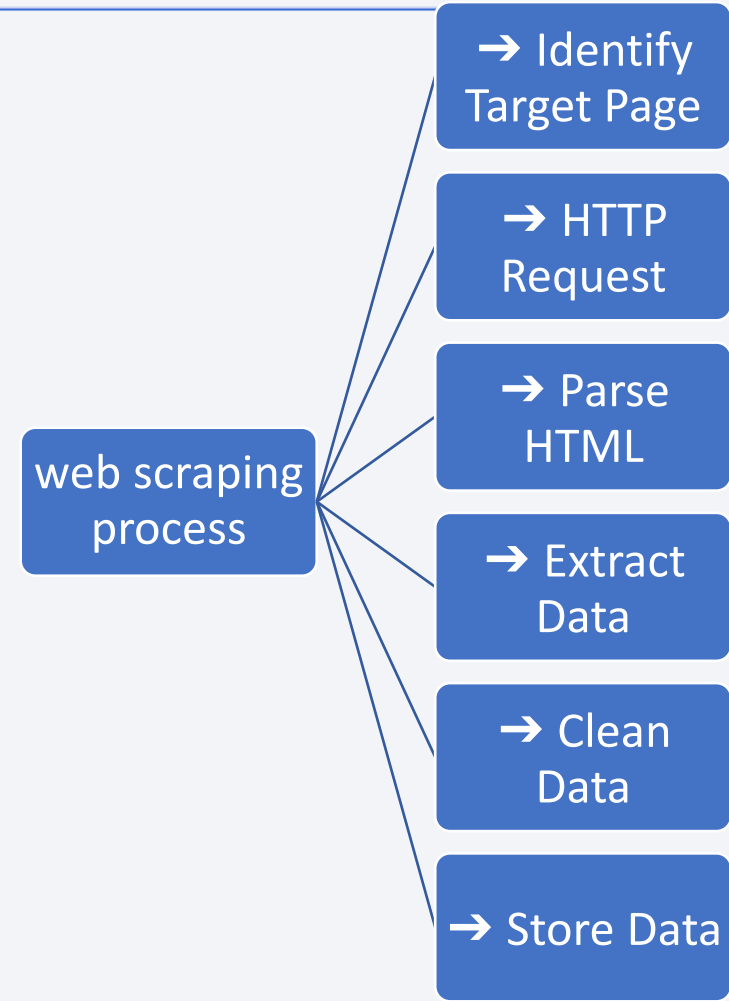 ➔ Identify
Target Page
➔ HTTP
Request
➔ Parse
HTML
web scraping
process
➔ Extract
Data
➔ Clean
Data
➔ Store Data